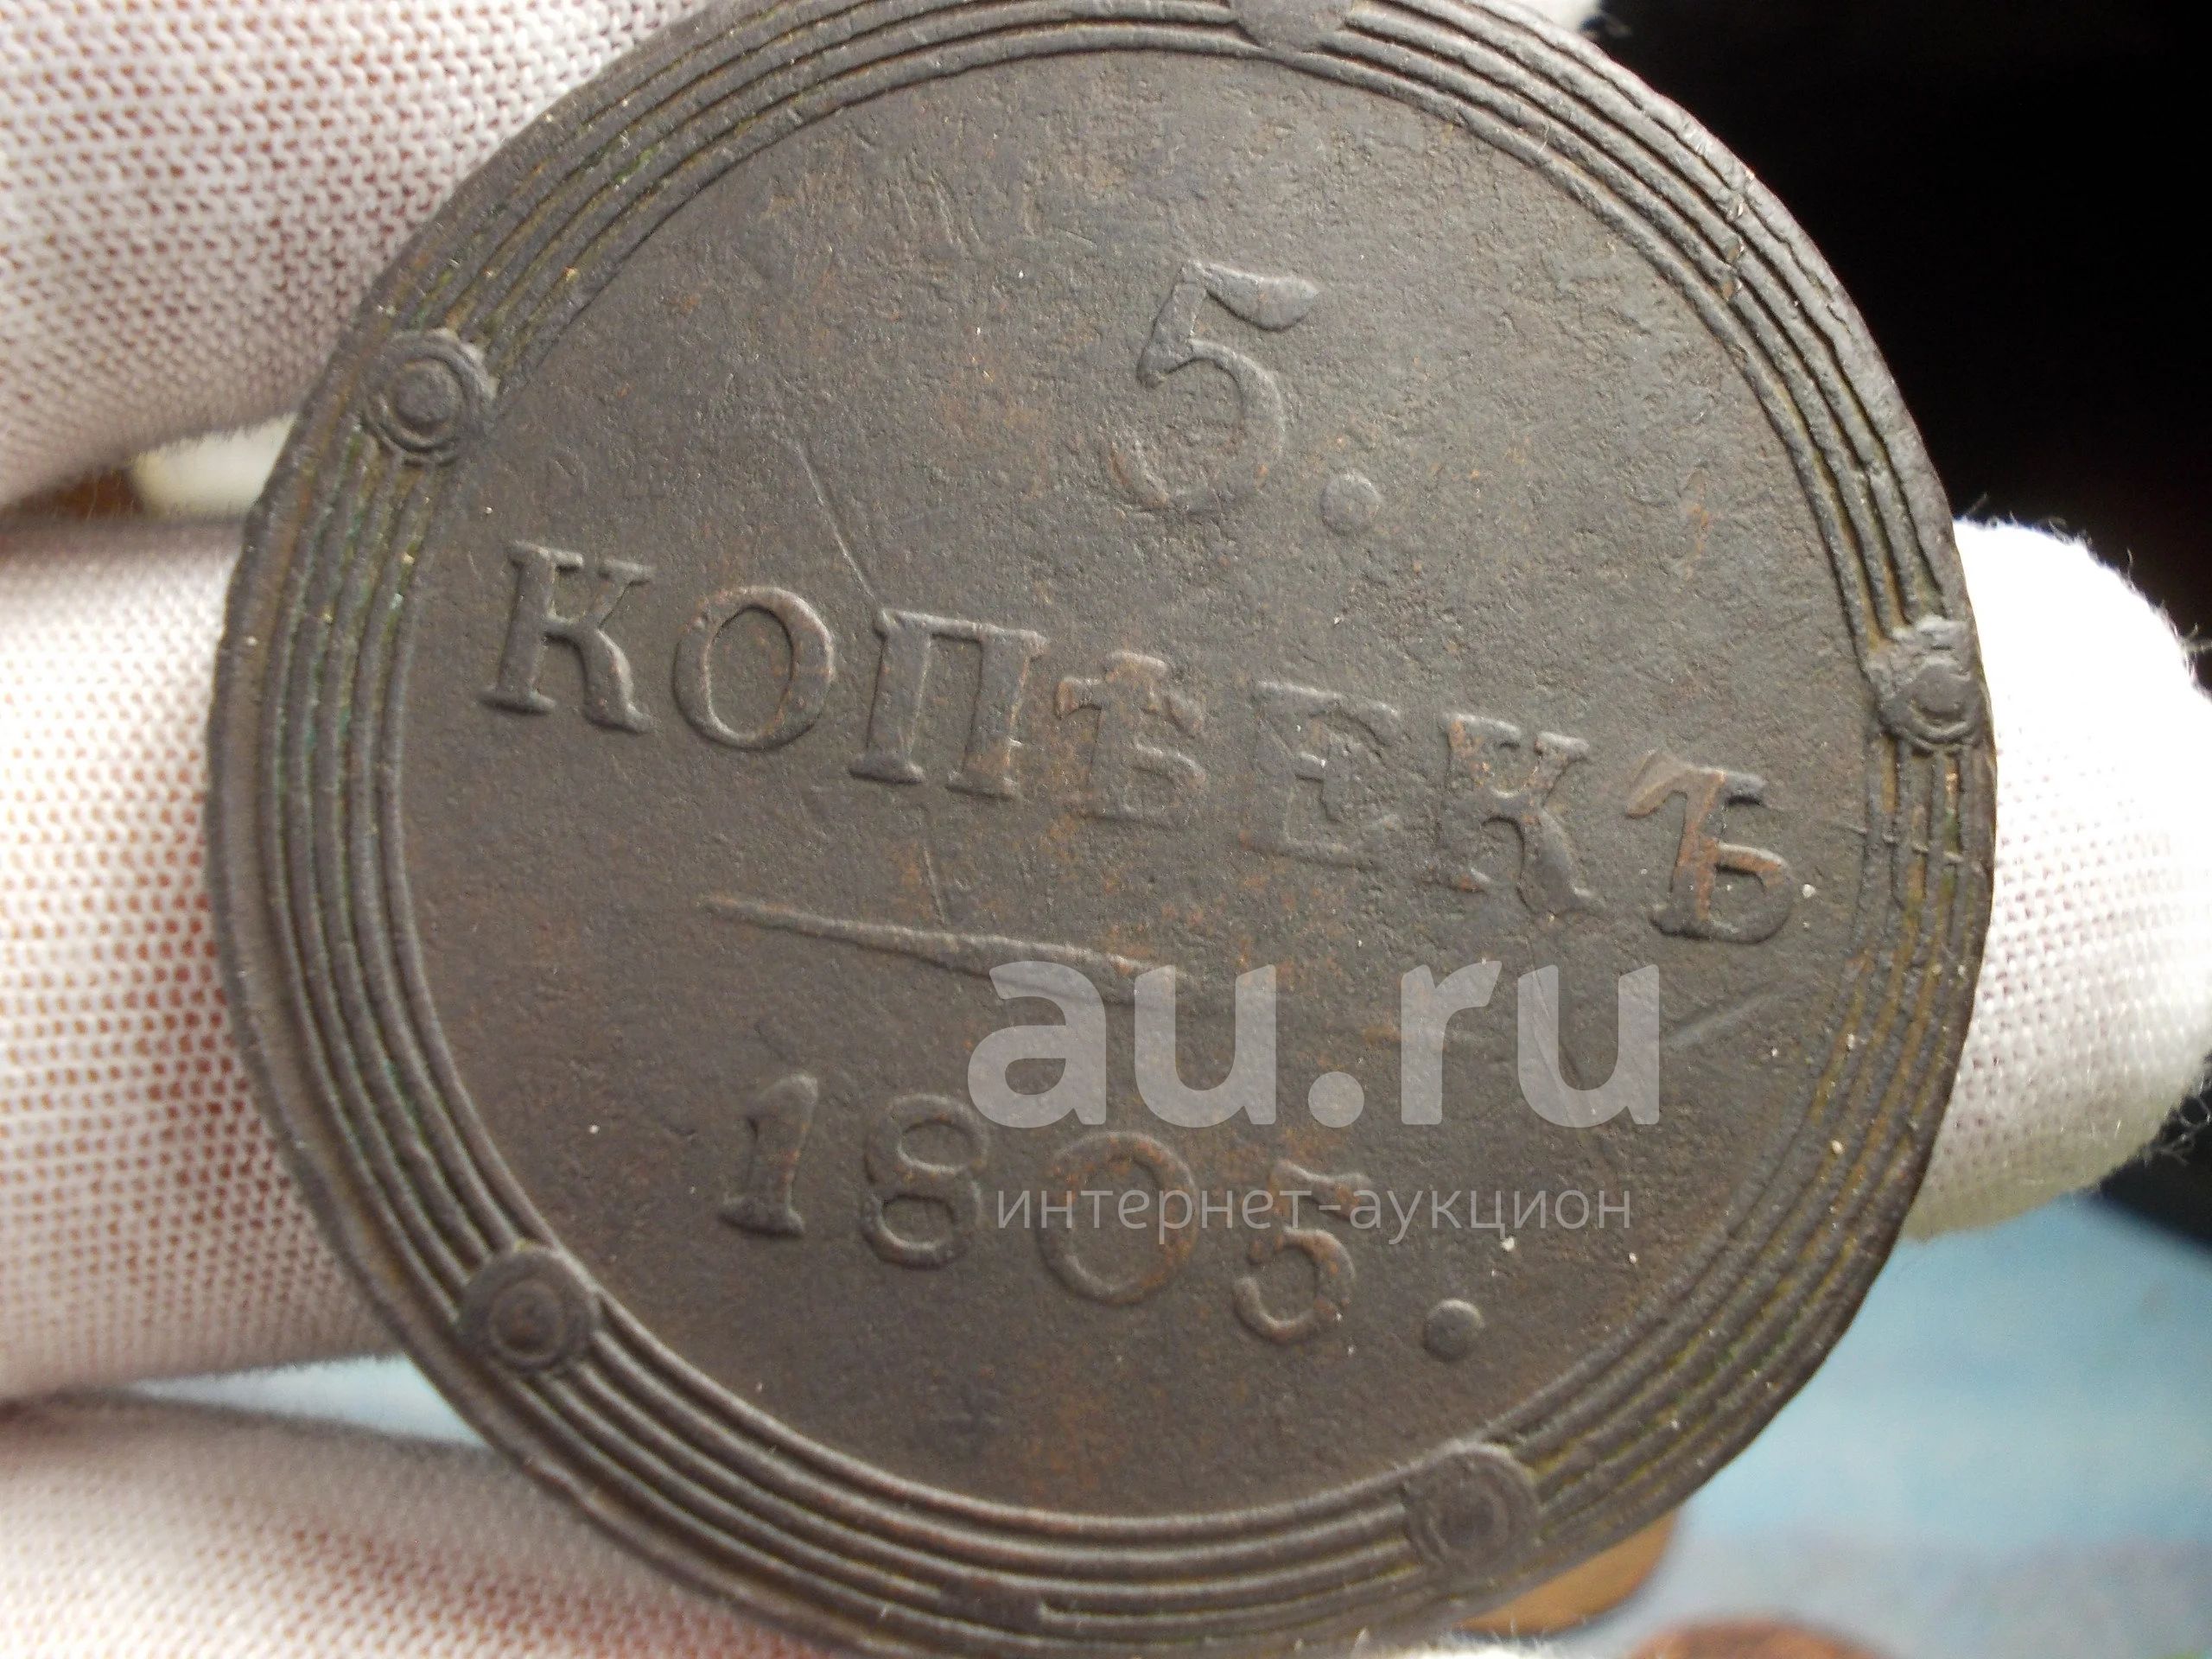 5.
КОПѢЕКЪ
1805.
au.ru
интернет-аукцион